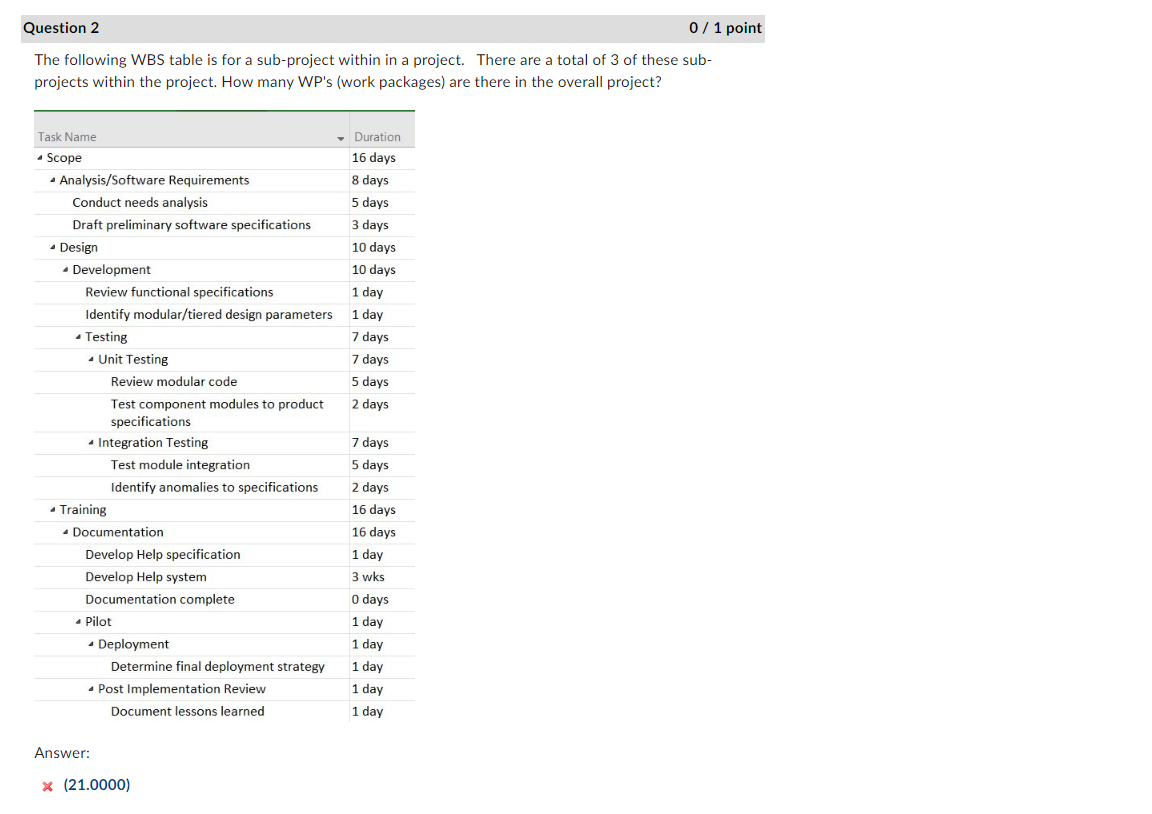 Question 2 0 / 1 point
The following WBS table is for a sub-project within in a project. There are a total of 3 of these sub-
projects within the project. How many WP's (work packages) are there in the overall project?
Task Name Duration
Scope 16 days
Analysis/Software Requirements 8 days
Conduct needs analysis 5 days
Draft preliminary software specifications 3 days
Design 10 days
Development 10 days
Review functional specifications 1 day
Identify modular/tiered design parameters 1 day
Testing 7 days
Unit Testing 7 days
Review modular code 5 days
Test component modules to product 2 days
specifications
Integration Testing 7 days
Test module integration 5 days
Identify anomalies to specifications 2 days
Training 16 days
Documentation 16 days
Develop Help specification 1 day
Develop Help system 3 wks
Documentation complete 0 days
Pilot 1 day
Deployment 1 day
Determine final deployment strategy 1 day
Post Implementation Review 1 day
Document lessons learned 1 day
Answer:
(21.0000)